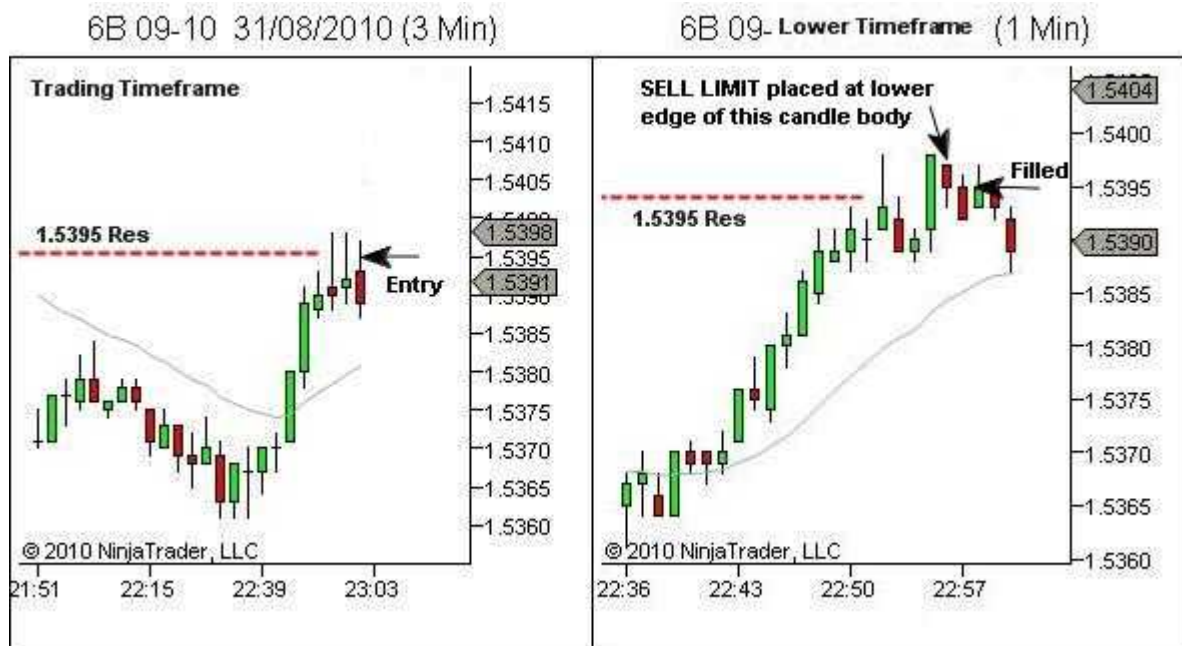 6B 09-10 31/08/2010 (3 Min)
Trading Timeframe
1.5395 Res
Entry
1.5415
1.5410
1.5405
1.5400
1.5398
1.5395
1.5391
1.5390
1.5385
1.5380
1.5375
1.5370
1.5365
1.5360
© 2010 NinjaTrader, LLC
21:51 22:15 22:39 23:03
6B 09- Lower Timeframe (1 Min)
SELL LIMIT placed at lower
edge of this candle body
Filled
1.5395 Res
1.5404
1.5400
1.5395
1.5390
1.5385
1.5380
1.5375
1.5370
1.5365
1.5360
© 2010 NinjaTrader, LLC
22:36 22:43 22:50 22:57